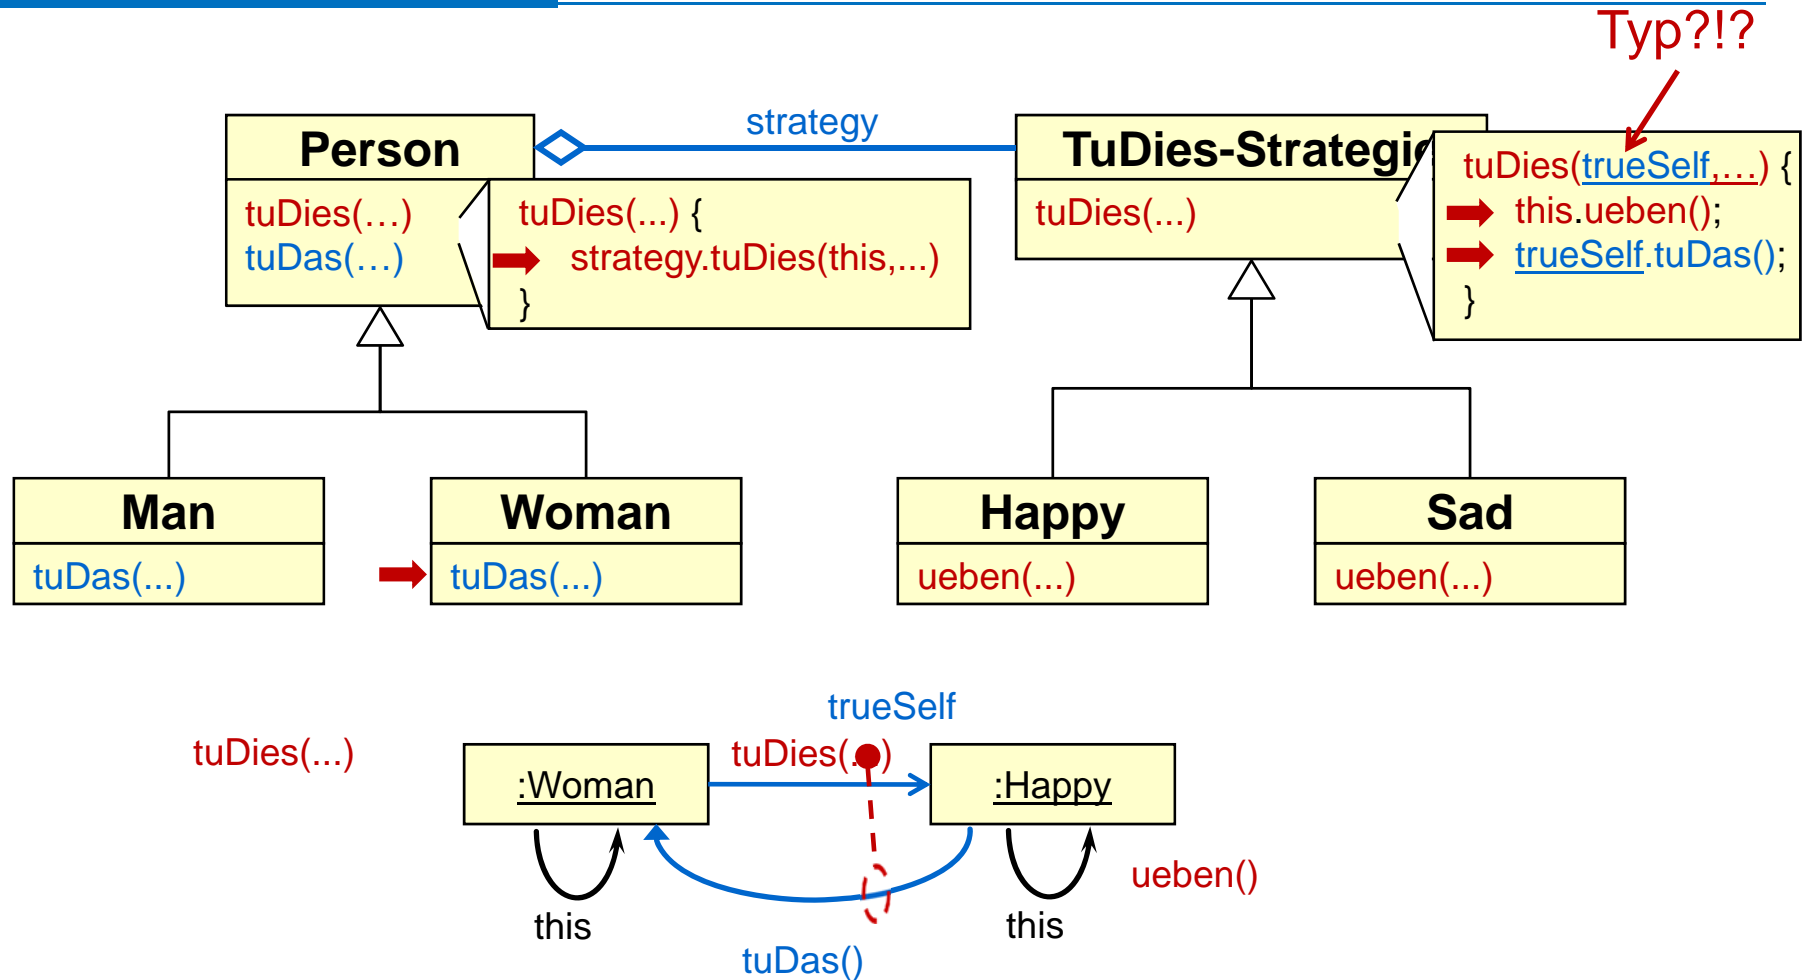 Typ?!?
strategy
Person
tuDies(…)
tuDas(…)
tuDies(...) {
strategy.tuDies(this,...)
}
TuDies-Strategie
tuDies(...)
tuDies(trueSelf,…) {
this.ueben();
trueSelf.tuDas();
}
Man
tuDas(...)
Woman
tuDas(...)
Happy
ueben(...)
Sad
ueben(...)
trueSelf
tuDies(...)
:Woman
tuDies(...)
:Happy
ueben()
this
this
tuDas()